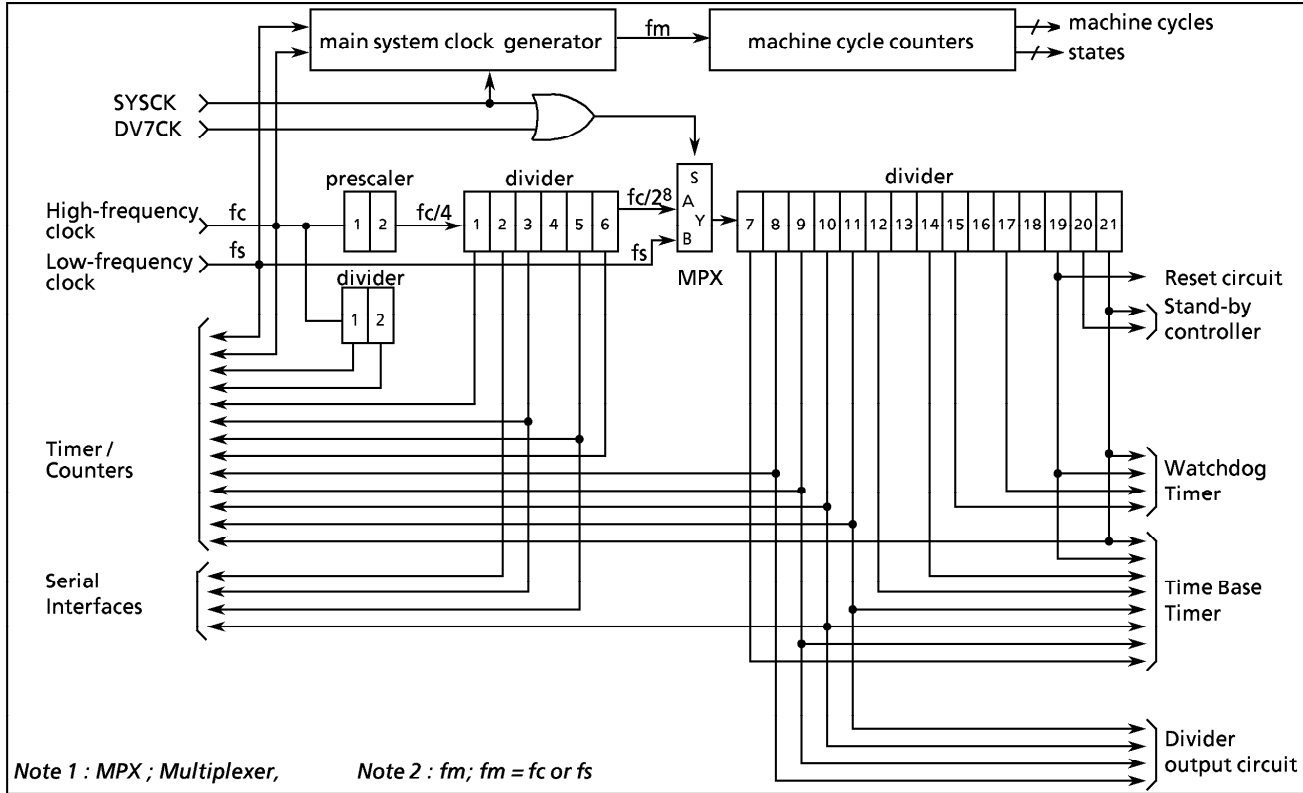 main system clock generator
fm
machine cycle counters
machine cycles
states
SYSCK
DV7CK
prescaler
divider
divider
High-frequency
clock
fc
1 2
fc/4
1 2 3 4 5 6
fc/2⁸
S
A
Y
B
7 8 9 10 11 12 13 14 15 16 17 18 19 20 21
Low-frequency
clock
fs
fs
MPX
divider
1 2
Reset circuit
Stand-by
controller
Timer /
Counters
Watchdog
Timer
Serial
Interfaces
Time Base
Timer
Divider
output circuit
Note 1 : MPX ; Multiplexer,
Note 2 : fm; fm = fc or fs